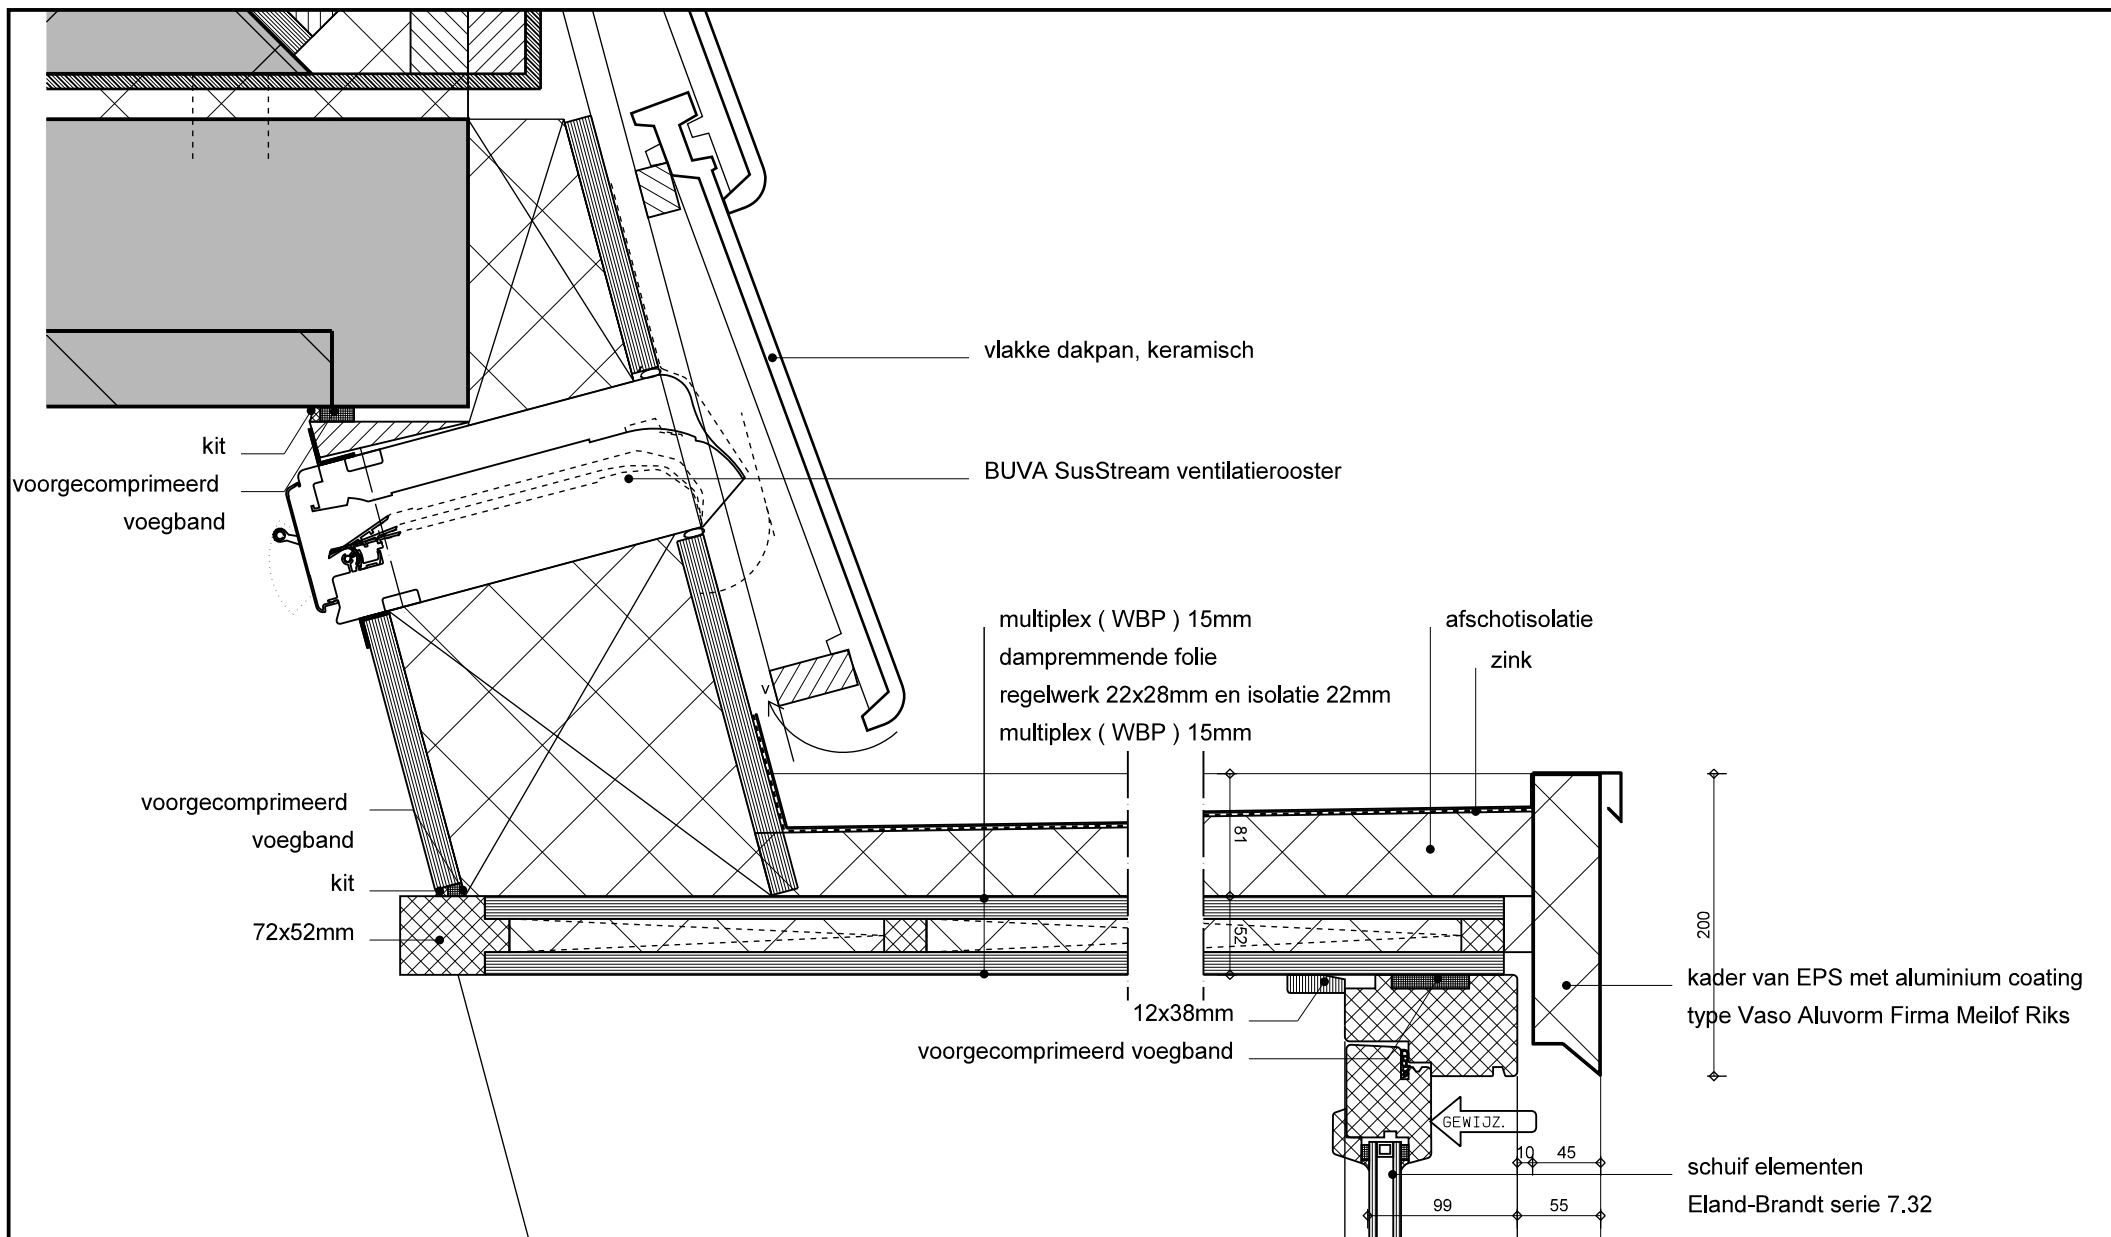 vlakke dakpan, keramisch
kit
voorgecomprimeerd
voegband
BUVA SusStream ventilatierooster
multiplex ( WBP ) 15mm
dampremmende folie
regelwerk 22x28mm en isolatie 22mm
multiplex ( WBP ) 15mm
afschotisolatie
zink
voorgecomprimeerd
voegband
kit
72x52mm
81
52
200
kader van EPS met aluminium coating
type Vaso Aluvorm Firma Meilof Riks
12x38mm
voorgecomprimeerd voegband
GEWIJZ.
10
45
schuif elementen
Eland-Brandt serie 7.32
99
55